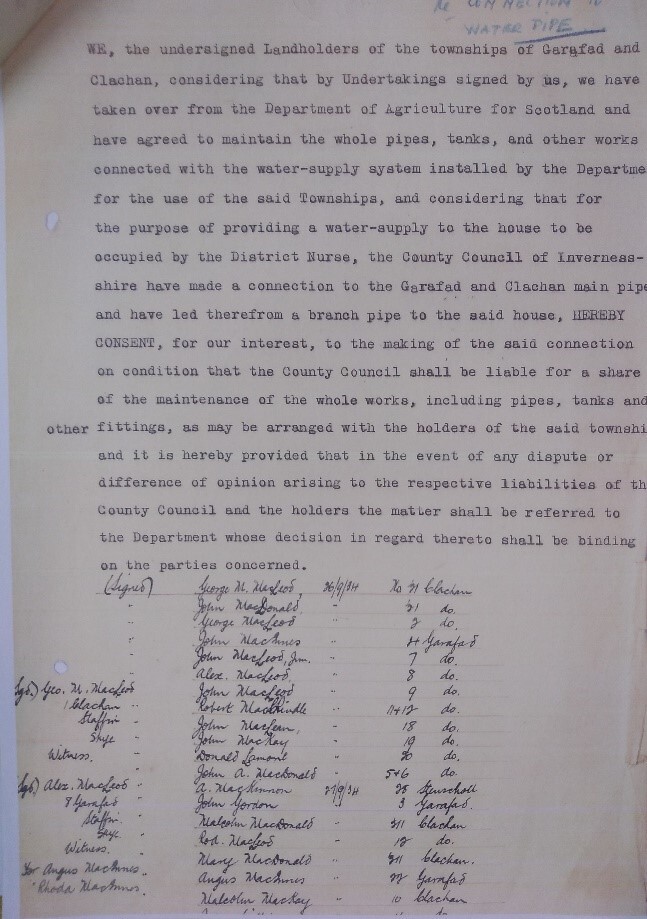 re CONNECTION TO
WATER PIPE
WE, the undersigned Landholders of the townships of Garafad and
Clachan, considering that by Undertakings signed by us, we have
taken over from the Department of Agriculture for Scotland and
have agreed to maintain the whole pipes, tanks, and other works
connected with the water-supply system installed by the Departme
for the use of the said Townships, and considering that for
the purpose of providing a water-supply to the house to be
occupied by the District Nurse, the County Council of Inverness-
shire have made a connection to the Garafad and Clachan main pipe
and have led therefrom a branch pipe to the said house, HEREBY
CONSENT, for our interest, to the making of the said connection
on condition that the County Council shall be liable for a share
of the maintenance of the whole works, including pipes, tanks and
other fittings, as may be arranged with the holders of the said townshi
and it is hereby provided that in the event of any dispute or
difference of opinion arising to the respective liabilities of th
County Council and the holders the matter shall be referred to
the Department whose decision in regard thereto shall be binding
on the parties concerned.
(Signed) George M. MacLeod, 26/9/34 No Clachan
" John MacDonald " do.
" George MacLeod " 2 do.
" John MacInnes " Garafad
" John MacLeod, Jun. " 7 do.
" Alex. MacLeod " 8 do.
(Sgd.) Geo. M. MacLeod " John MacLeod " 9 do.
1 Clachan " Robert MacBrindle " 11+12 do.
Staffin " John MacLean, " 18 do.
Skye " John MacKay " 19 do.
Witness. " Donald Lamont " 20 do.
" John A. MacDonald " 5+6 do.
(Sgd) Alex. MacLeod " A. MacKinnon 27/9/34 25 Stenscholl
8 Garafad " John Gordon " 3 Garafad.
Staffin " Malcolm MacDonald " Clachan
Skye " Rod. MacLeod " 12 do.
Witness. " Mary MacDonald " Clachan.
for Angus MacInnes " Angus MacInnes " 22 Garafad
Rhoda MacInnes. Malcolm MacKay " 10 Clachan